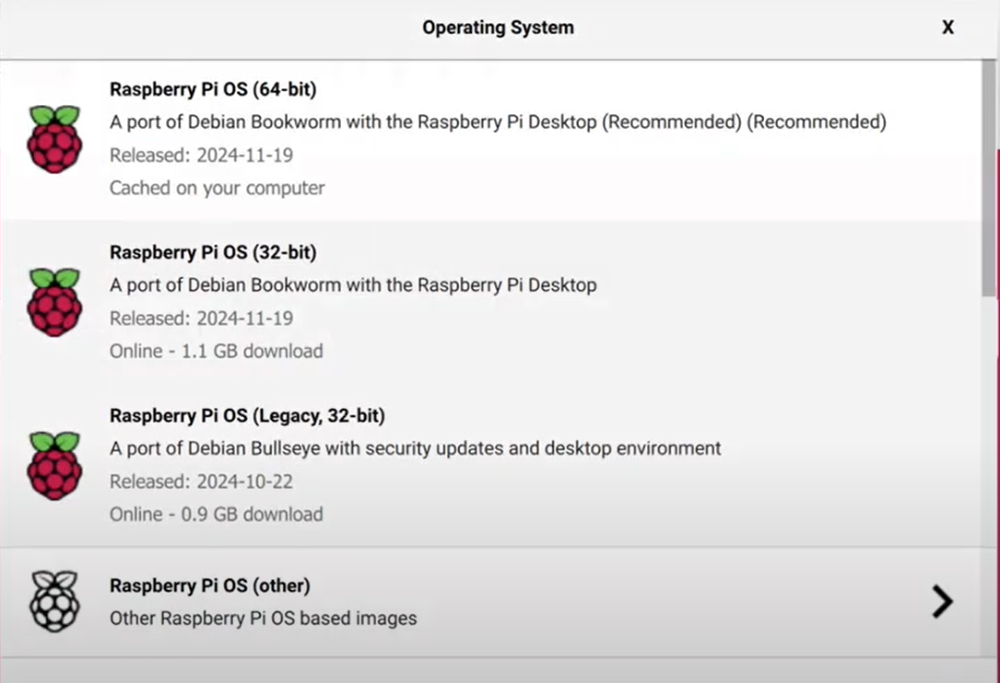 Operating System
X
Raspberry Pi OS (64-bit)
A port of Debian Bookworm with the Raspberry Pi Desktop (Recommended) (Recommended)
Released: 2024-11-19
Cached on your computer
Raspberry Pi OS (32-bit)
A port of Debian Bookworm with the Raspberry Pi Desktop
Released: 2024-11-19
Online - 1.1 GB download
Raspberry Pi OS (Legacy, 32-bit)
A port of Debian Bullseye with security updates and desktop environment
Released: 2024-10-22
Online - 0.9 GB download
Raspberry Pi OS (other)
Other Raspberry Pi OS based images